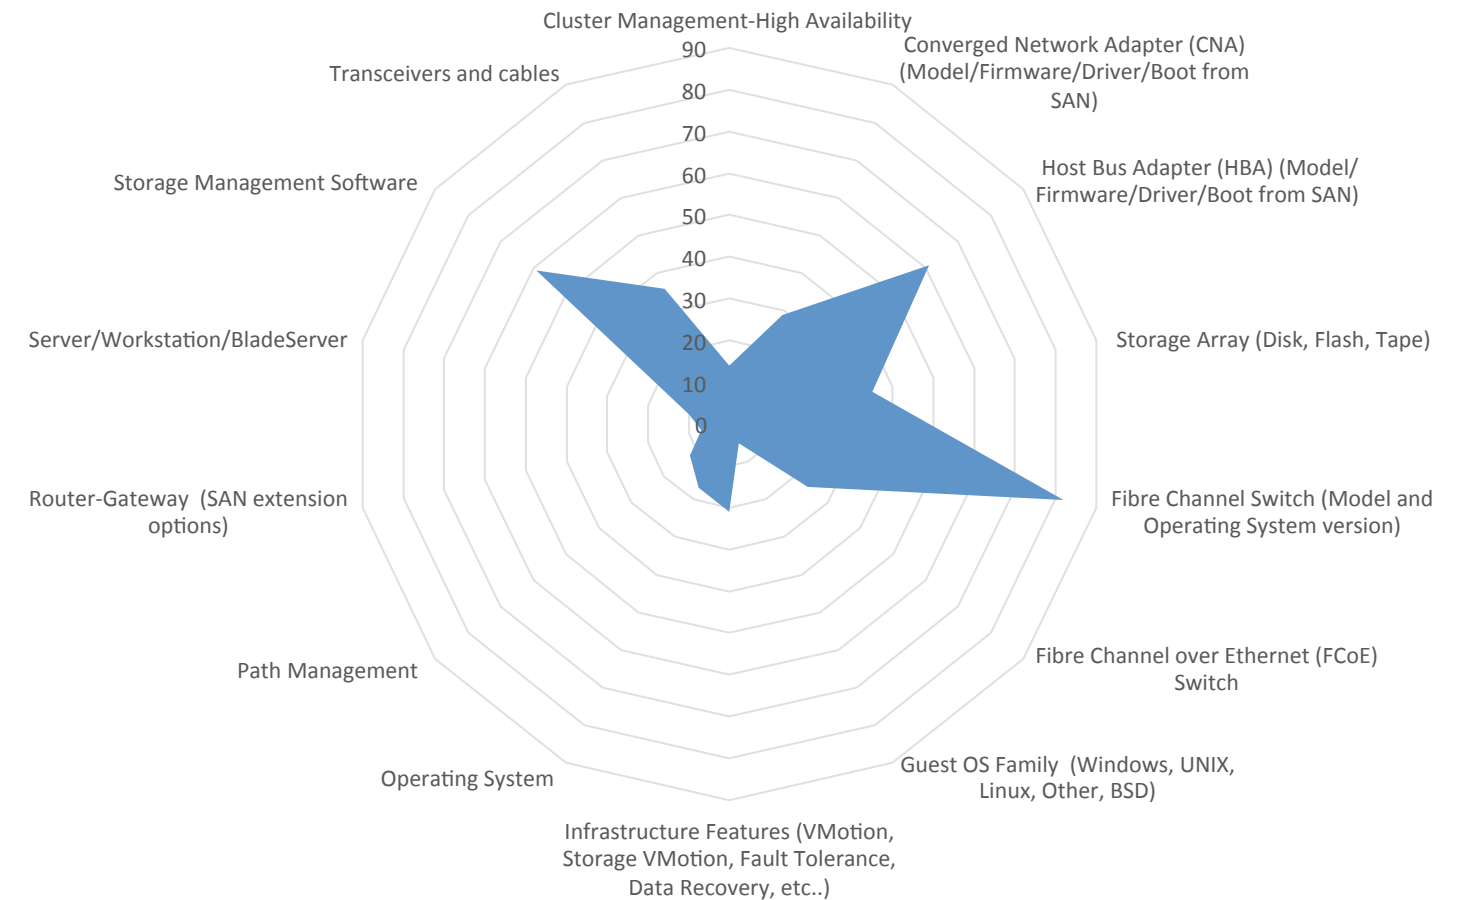 Cluster Management-High Availability
Converged Network Adapter (CNA)
(Model/Firmware/Driver/Boot from
SAN)
Host Bus Adapter (HBA) (Model/
Firmware/Driver/Boot from SAN)
Storage Array (Disk, Flash, Tape)
Fibre Channel Switch (Model and
Operating System version)
Fibre Channel over Ethernet (FCoE)
Switch
Guest OS Family  (Windows, UNIX,
Linux, Other, BSD)
Infrastructure Features (VMotion,
Storage VMotion, Fault Tolerance,
Data Recovery, etc..)
Operating System
Path Management
Router-Gateway  (SAN extension
options)
Server/Workstation/BladeServer
Storage Management Software
Transceivers and cables
90
80
70
60
50
40
30
20
10
0